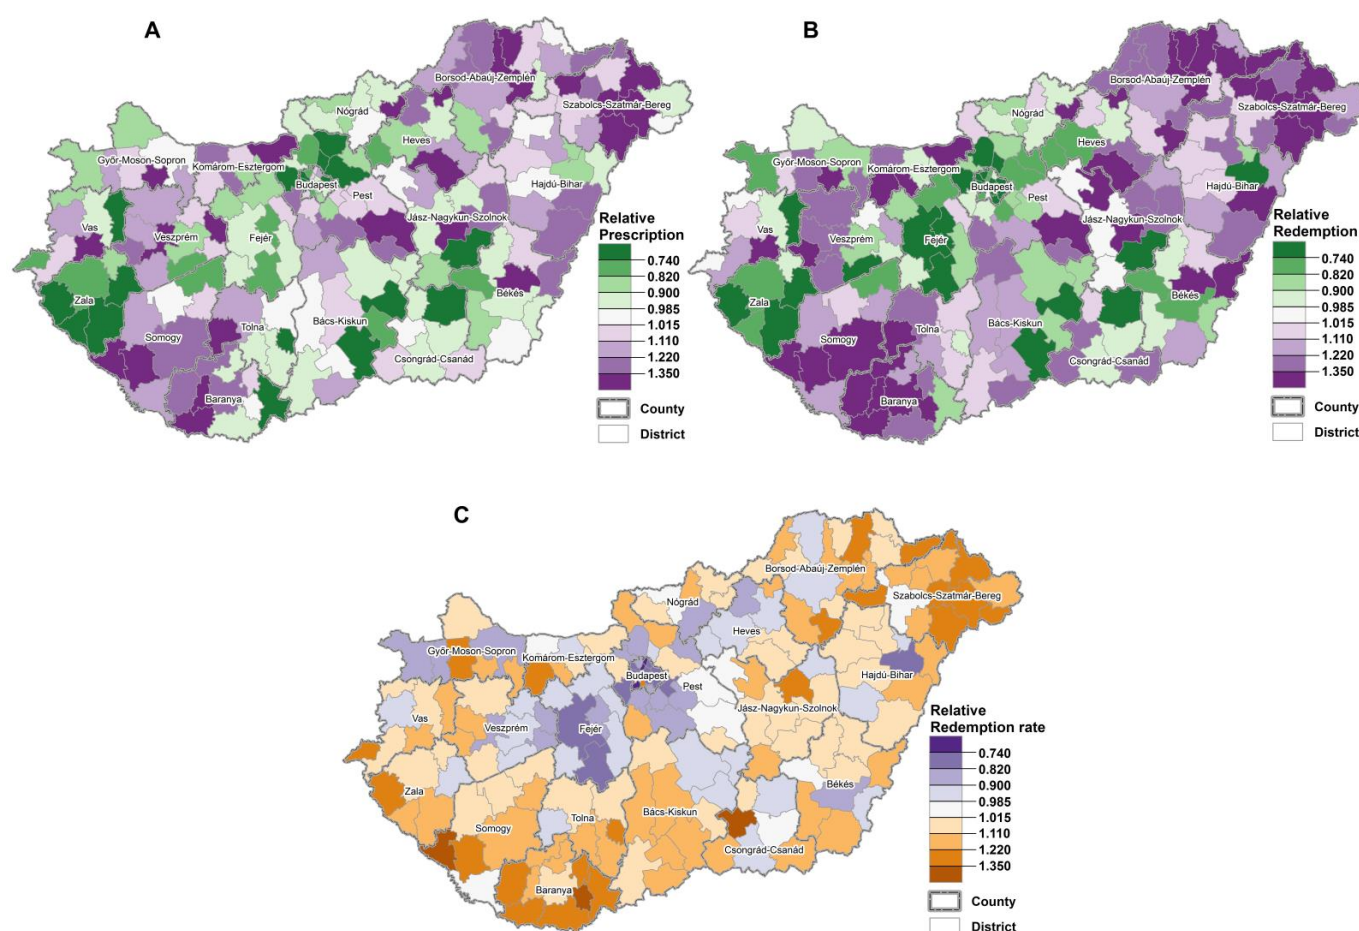 A
Borsod-Abaúj-Zemplén
Szabolcs-Szatmár-Bereg
Nógrád
Heves
Győr-Moson-Sopron
Komárom-Esztergom
Budapest
Hajdú-Bihar
Pest
Jász-Nagykun-Szolnok
Vas
Veszprém
Fejér
Zala
Békés
Bács-Kiskun
Somogy
Tolna
Csongrád-Csanád
Baranya
Relative
Prescription
0.740
0.820
0.900
0.985
1.015
1.110
1.220
1.350
County
District
B
Borsod-Abaúj-Zemplén
Szabolcs-Szatmár-Bereg
Nógrád
Heves
Győr-Moson-Sopron
Komárom-Esztergom
Budapest
Hajdú-Bihar
Pest
Jász-Nagykun-Szolnok
Vas
Veszprém
Fejér
Zala
Békés
Bács-Kiskun
Somogy
Tolna
Csongrád-Csanád
Baranya
Relative
Redemption
0.740
0.820
0.900
0.985
1.015
1.110
1.220
1.350
County
District
C
Borsod-Abaúj-Zemplén
Szabolcs-Szatmár-Bereg
Nógrád
Heves
Győr-Moson-Sopron
Komárom-Esztergom
Budapest
Hajdú-Bihar
Pest
Jász-Nagykun-Szolnok
Vas
Veszprém
Fejér
Zala
Békés
Bács-Kiskun
Somogy
Tolna
Csongrád-Csanád
Baranya
Relative
Redemption rate
0.740
0.820
0.900
0.985
1.015
1.110
1.220
1.350
County
District